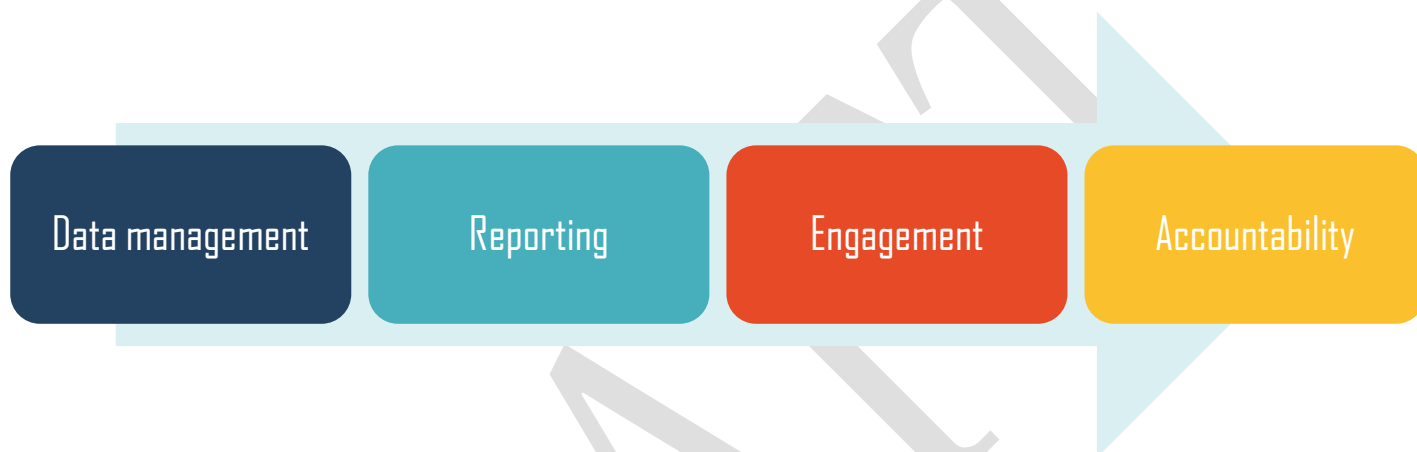 Data management
Reporting
Engagement
Accountability